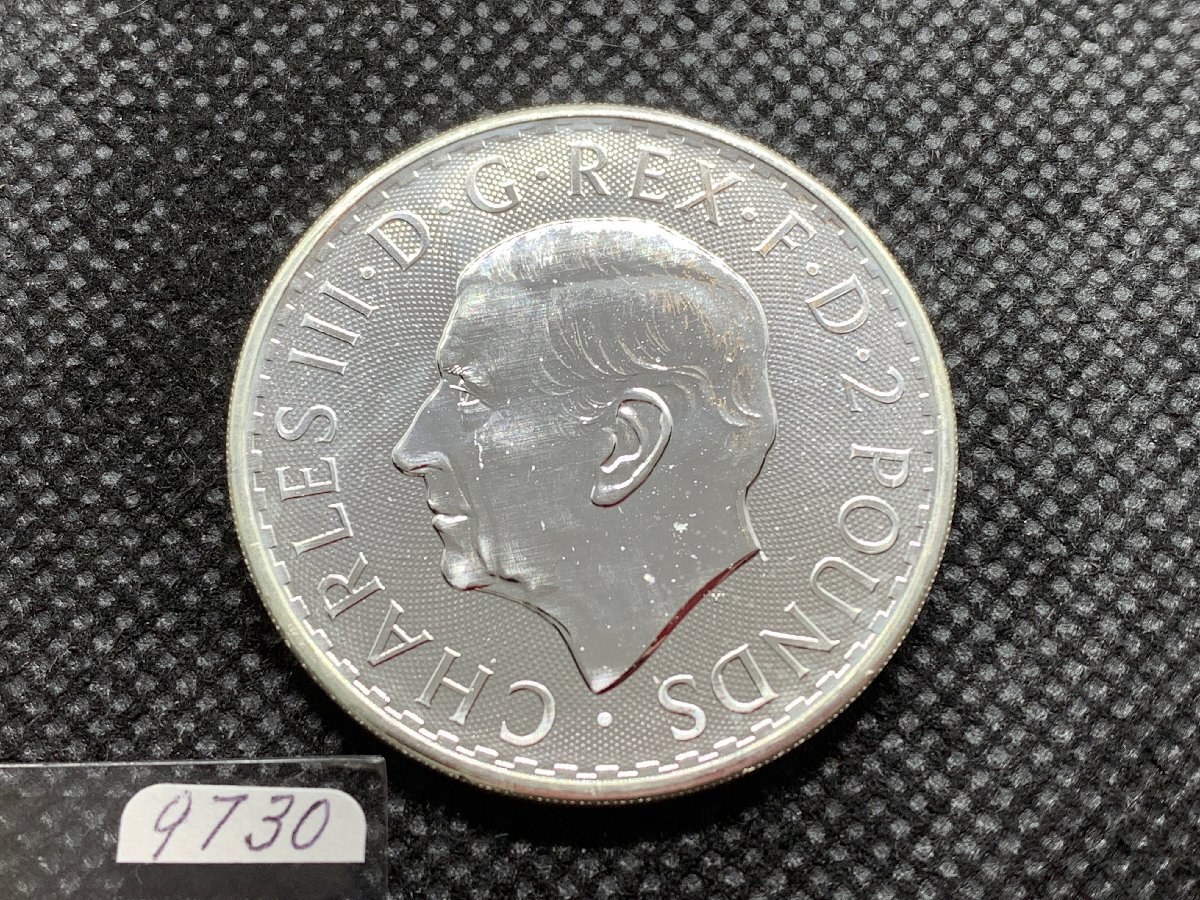 CHARLES III · D · G · REX · F · D · 2 POUNDS ·
9730